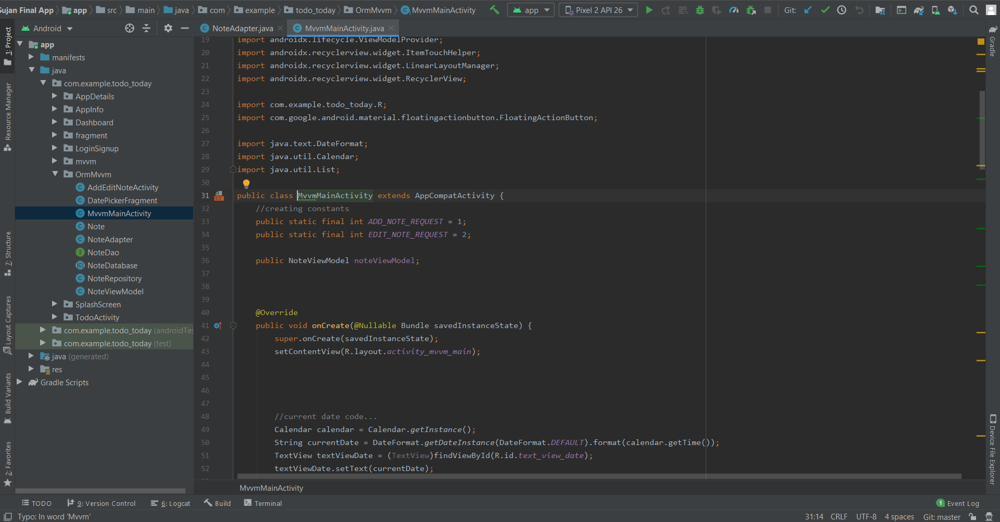 Sujan Final App app src main java com example todo_today OrmMvvm MvvmMainActivity app Pixel 2 API 26 Git:
1: Project
Resource Manager
7: Structure
Layout Captures
Build Variants
2: Favorites
Android
app
manifests
java
com.example.todo_today
AppDetails
AppInfo
Dashboard
fragment
LoginSignup
mvvm
OrmMvvm
AddEditNoteActivity
DatePickerFragment
MvvmMainActivity
Note
NoteAdapter
NoteDao
NoteDatabase
NoteRepository
NoteViewModel
SplashScreen
TodoActivity
com.example.todo_today (androidTes
com.example.todo_today (test)
java (generated)
res
Gradle Scripts
NoteAdapter.java MvvmMainActivity.java
19 import androidx.lifecycle.ViewModelProvider;
20 import androidx.recyclerview.widget.ItemTouchHelper;
21 import androidx.recyclerview.widget.LinearLayoutManager;
22 import androidx.recyclerview.widget.RecyclerView;
23
24 import com.example.todo_today.R;
25 import com.google.android.material.floatingactionbutton.FloatingActionButton;
26
27 import java.text.DateFormat;
28 import java.util.Calendar;
29 import java.util.List;
30
31 public class MvvmMainActivity extends AppCompatActivity {
32 //creating constants
33 public static final int ADD_NOTE_REQUEST = 1;
34 public static final int EDIT_NOTE_REQUEST = 2;
35
36 public NoteViewModel noteViewModel;
37
38
39
40 @Override
41 public void onCreate(@Nullable Bundle savedInstanceState) {
42 super.onCreate(savedInstanceState);
43 setContentView(R.layout.activity_mvvm_main);
44
45
46
47
48 //current date code...
49 Calendar calendar = Calendar.getInstance();
50 String currentDate = DateFormat.getDateInstance(DateFormat.DEFAULT).format(calendar.getTime());
51 TextView textViewDate = (TextView)findViewById(R.id.text_view_date);
52 textViewDate.setText(currentDate);
MvvmMainActivity
Gradle
Device File Explorer
TODO 9: Version Control 6: Logcat Build Terminal 1 Event Log
Typo: In word 'Mvvm' 31:14 CRLF UTF-8 4 spaces Git: master